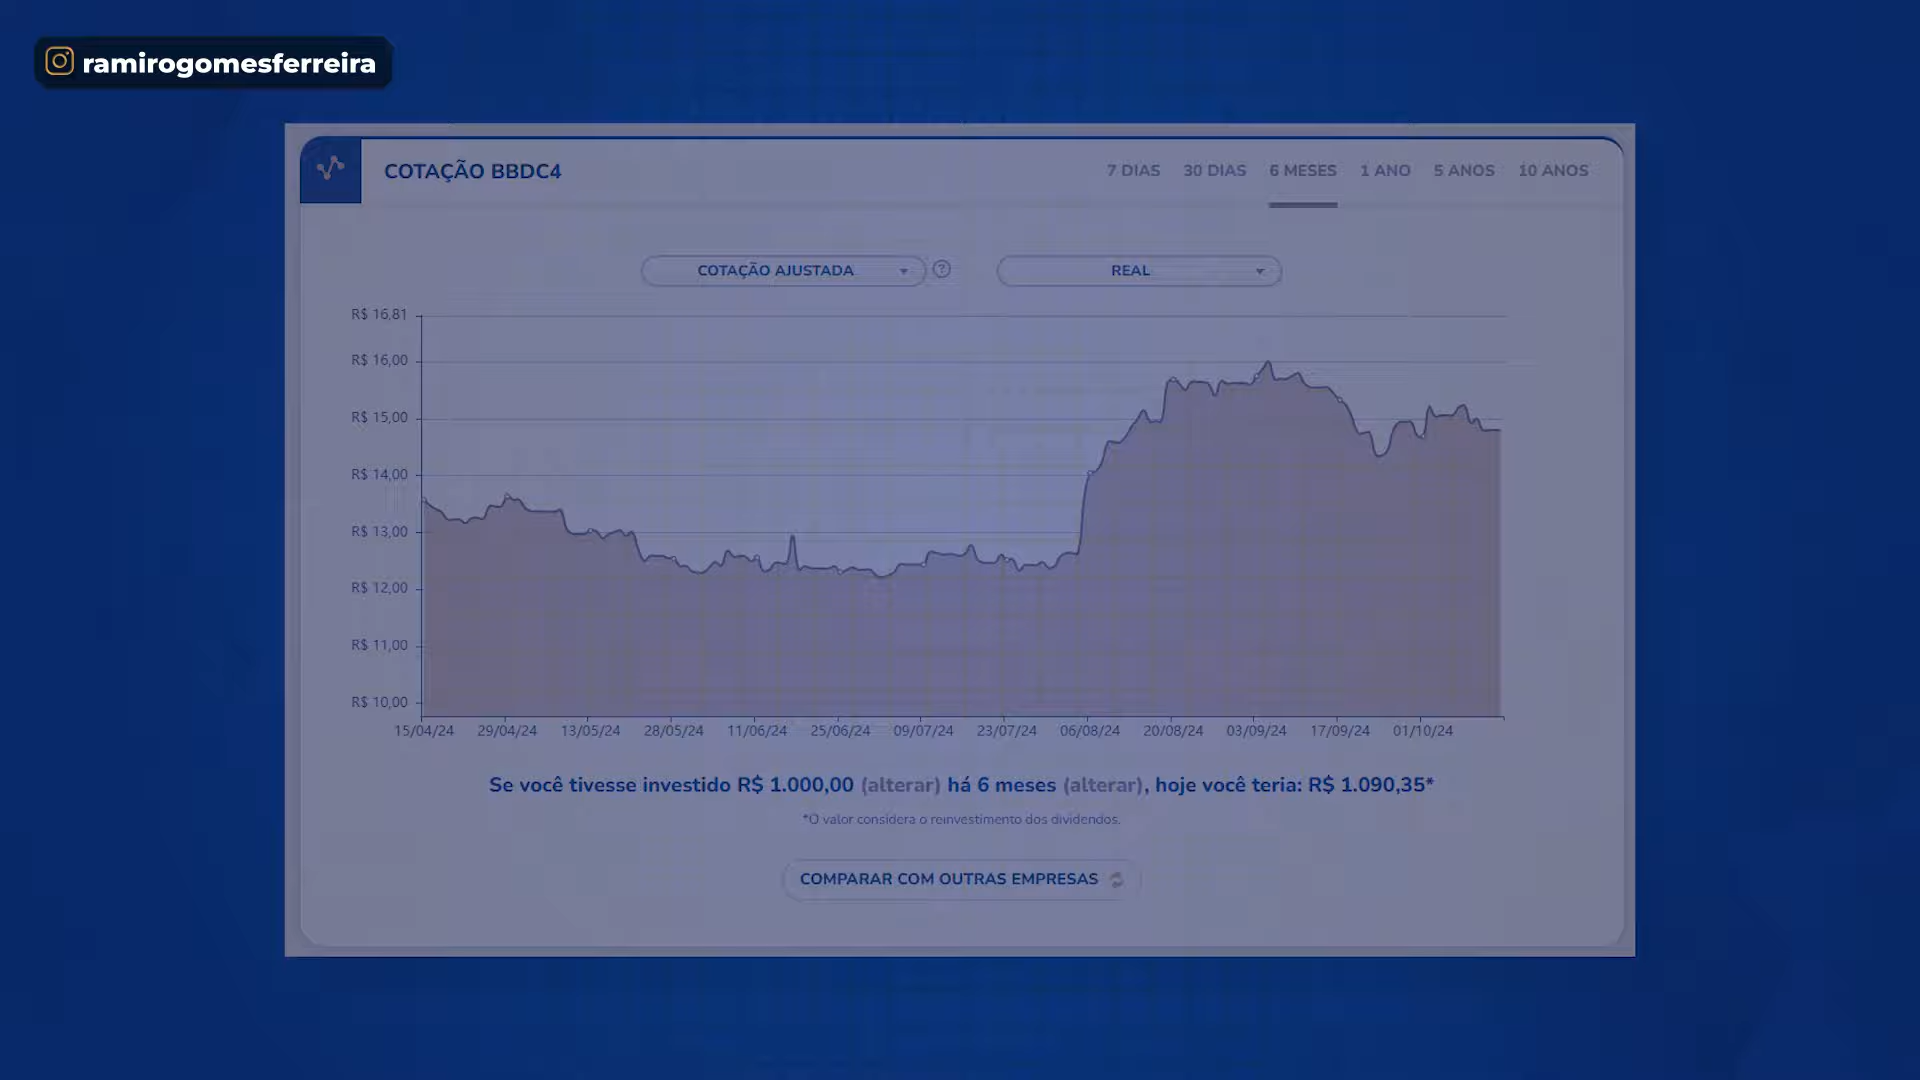 ramirogomesferreira
COTAÇÃO BBDC4
7 DIAS 30 DIAS 6 MESES 1 ANO 5 ANOS 10 ANOS
COTAÇÃO AJUSTADA ? REAL
R$ 16,81
R$ 16,00
R$ 15,00
R$ 14,00
R$ 13,00
R$ 12,00
R$ 11,00
R$ 10,00
15/04/24 29/04/24 13/05/24 28/05/24 11/06/24 25/06/24 09/07/24 23/07/24 06/08/24 20/08/24 03/09/24 17/09/24 01/10/24
Se você tivesse investido R$ 1.000,00 (alterar) há 6 meses (alterar), hoje você teria: R$ 1.090,35*
*O valor considera o reinvestimento dos dividendos.
COMPARAR COM OUTRAS EMPRESAS